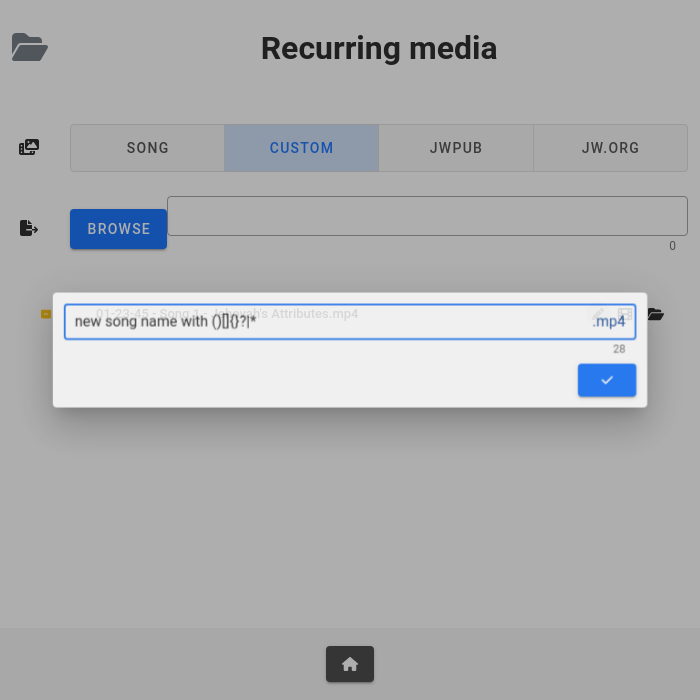 Recurring media
SONG
CUSTOM
JWPUB
JW.ORG
BROWSE
0
01-23-45 - Song 1 - Jehovah's Attributes.mp4
new song name with ()[]{}?|*
.mp4
28